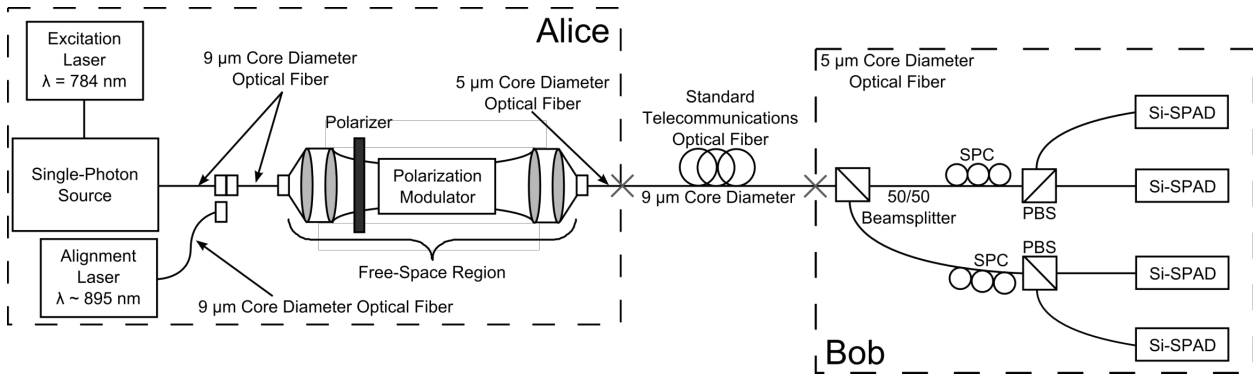 Alice
Excitation
Laser
λ = 784 nm
9 μm Core Diameter
Optical Fiber
5 μm Core Diameter
Optical Fiber
Polarizer
Single-Photon
Source
Polarization
Modulator
Free-Space Region
Alignment
Laser
λ ~ 895 nm
9 μm Core Diameter Optical Fiber
Standard
Telecommunications
Optical Fiber
9 μm Core Diameter
5 μm Core Diameter
Optical Fiber
50/50
Beamsplitter
SPC
PBS
Si-SPAD
Si-SPAD
SPC
PBS
Si-SPAD
Si-SPAD
Bob